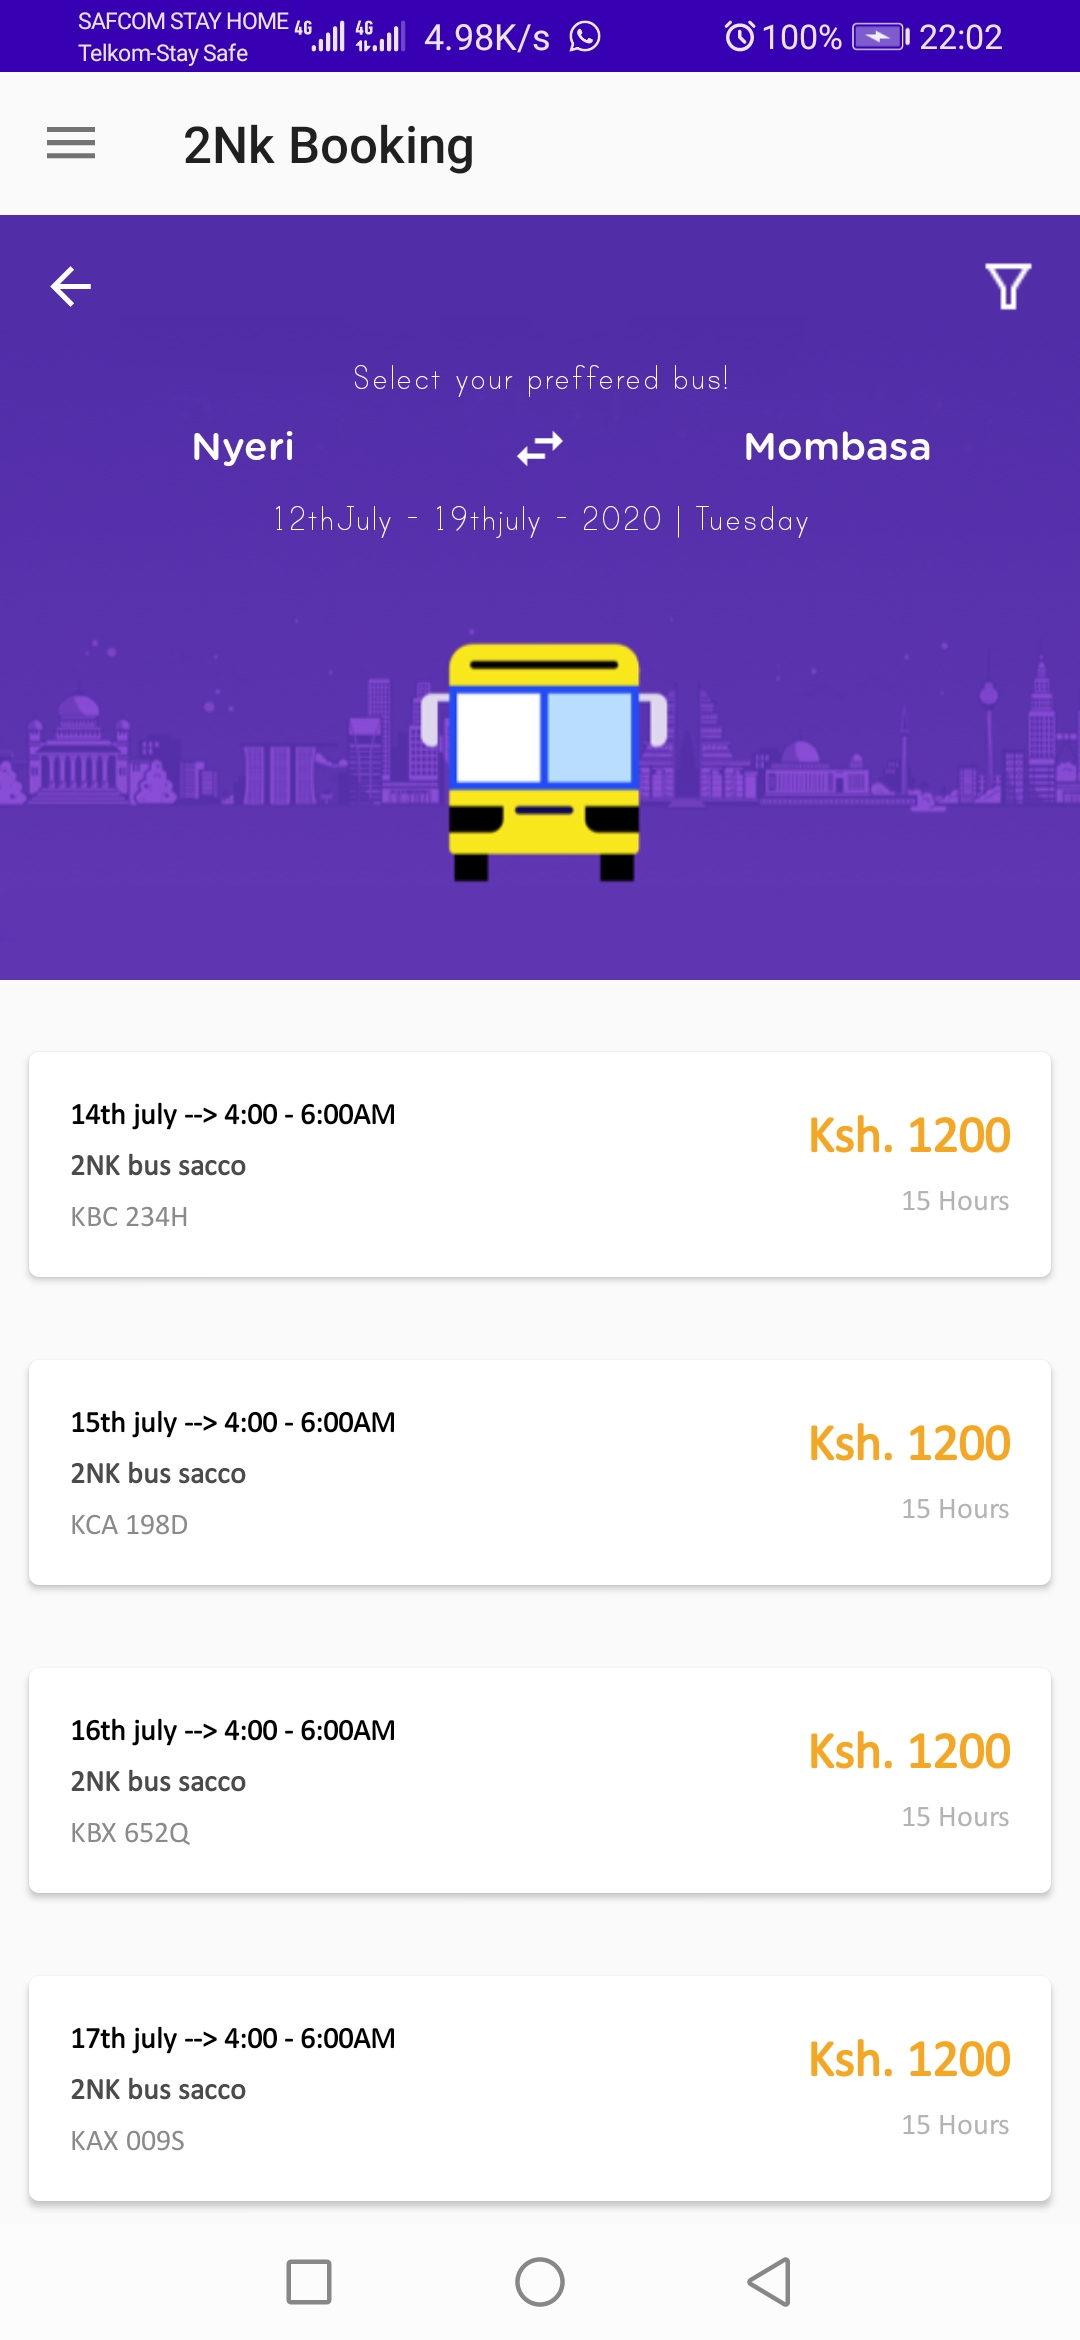 SAFCOM STAY HOME
Telkom-Stay Safe
4G 4G 4.98K/s 100% 22:02
2Nk Booking
Select your preffered bus!
Nyeri Mombasa
12thJuly - 19thjuly - 2020 | Tuesday
14th july --> 4:00 - 6:00AM
Ksh. 1200
2NK bus sacco
15 Hours
KBC 234H
15th july --> 4:00 - 6:00AM
Ksh. 1200
2NK bus sacco
15 Hours
KCA 198D
16th july --> 4:00 - 6:00AM
Ksh. 1200
2NK bus sacco
15 Hours
KBX 652Q
17th july --> 4:00 - 6:00AM
Ksh. 1200
2NK bus sacco
15 Hours
KAX 009S